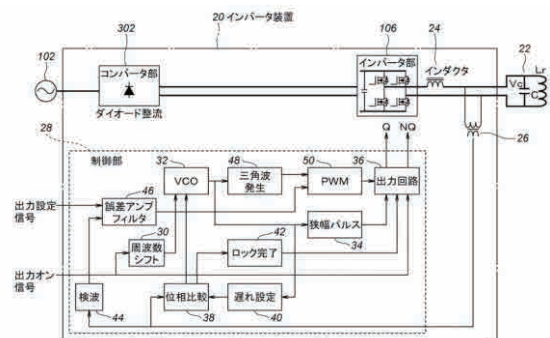 20 インバータ装置
302
コンバータ部
ダイオード整流
102
106
インバータ部
24
インダクタ
22
Lr
Vc
C
26
Q
NQ
28
制御部
32
VCO
48
三角波
発生
50
PWM
36
出力回路
出力設定
信号
46
誤差アンプ
フィルタ
30
周波数
シフト
42
ロック完了
狭幅パルス
34
出力オン
信号
検波
44
位相比較
38
遅れ設定
40